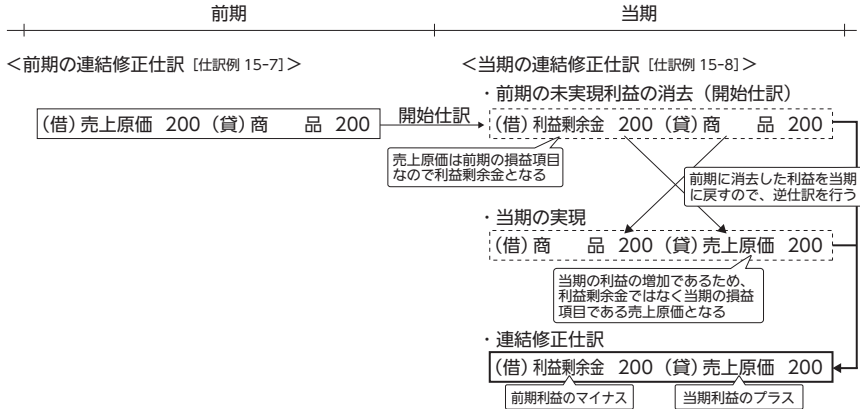 前期
当期
＜前期の連結修正仕訳［仕訳例 15-7］＞
(借) 売上原価 200 (貸) 商　　品 200
開始仕訳
＜当期の連結修正仕訳［仕訳例 15-8］＞
・前期の未実現利益の消去（開始仕訳）
(借) 利益剰余金 200 (貸) 商　　品 200
売上原価は前期の損益項目
なので利益剰余金となる
前期に消去した利益を当期
に戻すので、逆仕訳を行う
・当期の実現
(借) 商　　品 200 (貸) 売上原価 200
当期の利益の増加であるため、
利益剰余金ではなく当期の損益
項目である売上原価となる
・連結修正仕訳
(借) 利益剰余金 200 (貸) 売上原価 200
前期利益のマイナス
当期利益のプラス